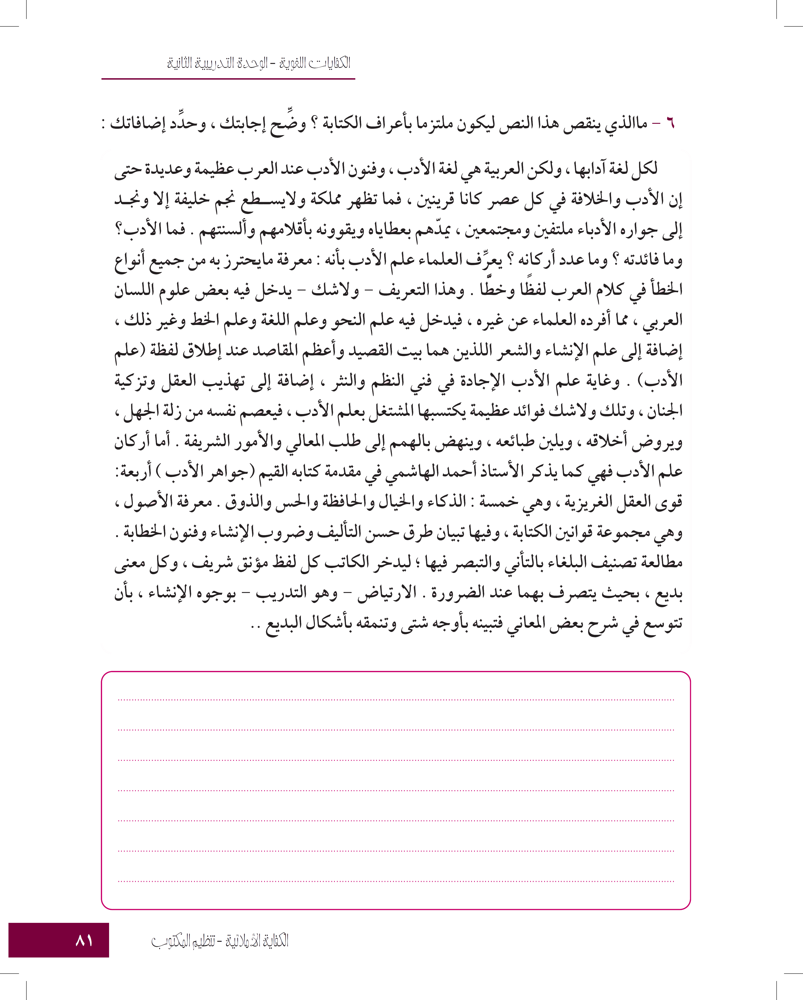 الكفايات اللغوية - الوحدة التدريبية الثانية
٦ - ماالذي ينقص هذا النص ليكون ملتزما بأعراف الكتابة ؟ وضِّح إجابتك ، وحدِّد إضافاتك :
لكل لغة آدابها ، ولكن العربية هي لغة الأدب ، وفنون الأدب عند العرب عظيمة وعديدة حتى
إن الأدب والخلافة في كل عصر كانا قرينين ، فما تظهر مملكة ولايســطع نجم خليفة إلا ونجـد
إلى جواره الأدباء ملتفين ومجتمعين ، يمدّهم بعطاياه ويقوونه بأقلامهم وألسنتهم . فما الأدب؟
وما فائدته ؟ وما عدد أركانه ؟ يعرِّف العلماء علم الأدب بأنه : معرفة مايحترز به من جميع أنواع
الخطأ في كلام العرب لفظًا وخطًّا . وهذا التعريف - ولاشك - يدخل فيه بعض علوم اللسان
العربي ، مما أفرده العلماء عن غيره ، فيدخل فيه علم النحو وعلم اللغة وعلم الخط وغير ذلك ،
إضافة إلى علم الإنشاء والشعر اللذين هما بيت القصيد وأعظم المقاصد عند إطلاق لفظة (علم
الأدب) . وغاية علم الأدب الإجادة في فني النظم والنثر ، إضافة إلى تهذيب العقل وتزكية
الجنان ، وتلك ولاشك فوائد عظيمة يكتسبها المشتغل بعلم الأدب ، فيعصم نفسه من زلة الجهل ،
ويروض أخلاقه ، ويلين طبائعه ، وينهض بالهمم إلى طلب المعالي والأمور الشريفة . أما أركان
علم الأدب فهي كما يذكر الأستاذ أحمد الهاشمي في مقدمة كتابه القيم (جواهر الأدب ) أربعة:
قوى العقل الغريزية ، وهي خمسة : الذكاء والخيال والحافظة والحس والذوق . معرفة الأصول ،
وهي مجموعة قوانين الكتابة ، وفيها تبيان طرق حسن التأليف وضروب الإنشاء وفنون الخطابة .
مطالعة تصنيف البلغاء بالتأني والتبصر فيها ؛ ليدخر الكاتب كل لفظ مؤنق شريف ، وكل معنى
بديع ، بحيث يتصرف بهما عند الضرورة . الارتياض - وهو التدريب - بوجوه الإنشاء ، بأن
تتوسع في شرح بعض المعاني فتبينه بأوجه شتى وتنمقه بأشكال البديع ..
الكفاية الأملائية - تنظيم المكتوب
٨١